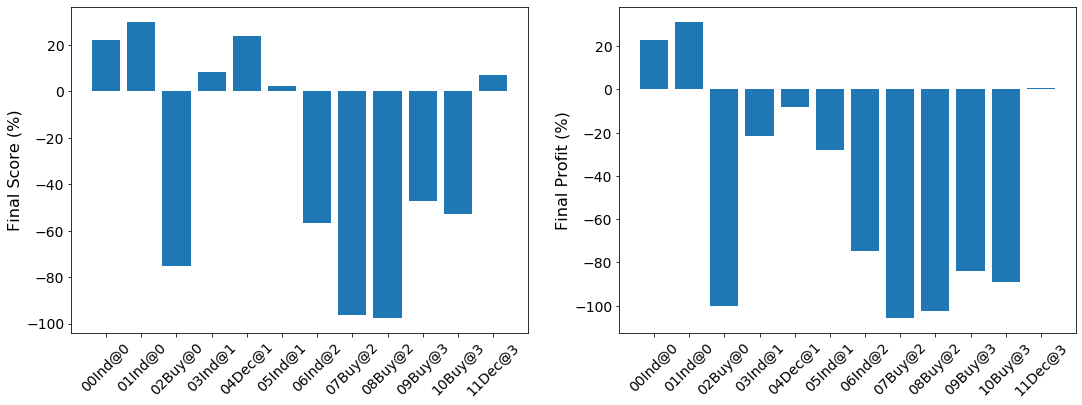 Final Score (%)
20
0
−20
−40
−60
−80
−100
00Ind@0
01Ind@0
02Buy@0
03Ind@1
04Dec@1
05Ind@1
06Ind@2
07Buy@2
08Buy@2
09Buy@3
10Buy@3
11Dec@3
Final Profit (%)
20
0
−20
−40
−60
−80
−100
00Ind@0
01Ind@0
02Buy@0
03Ind@1
04Dec@1
05Ind@1
06Ind@2
07Buy@2
08Buy@2
09Buy@3
10Buy@3
11Dec@3